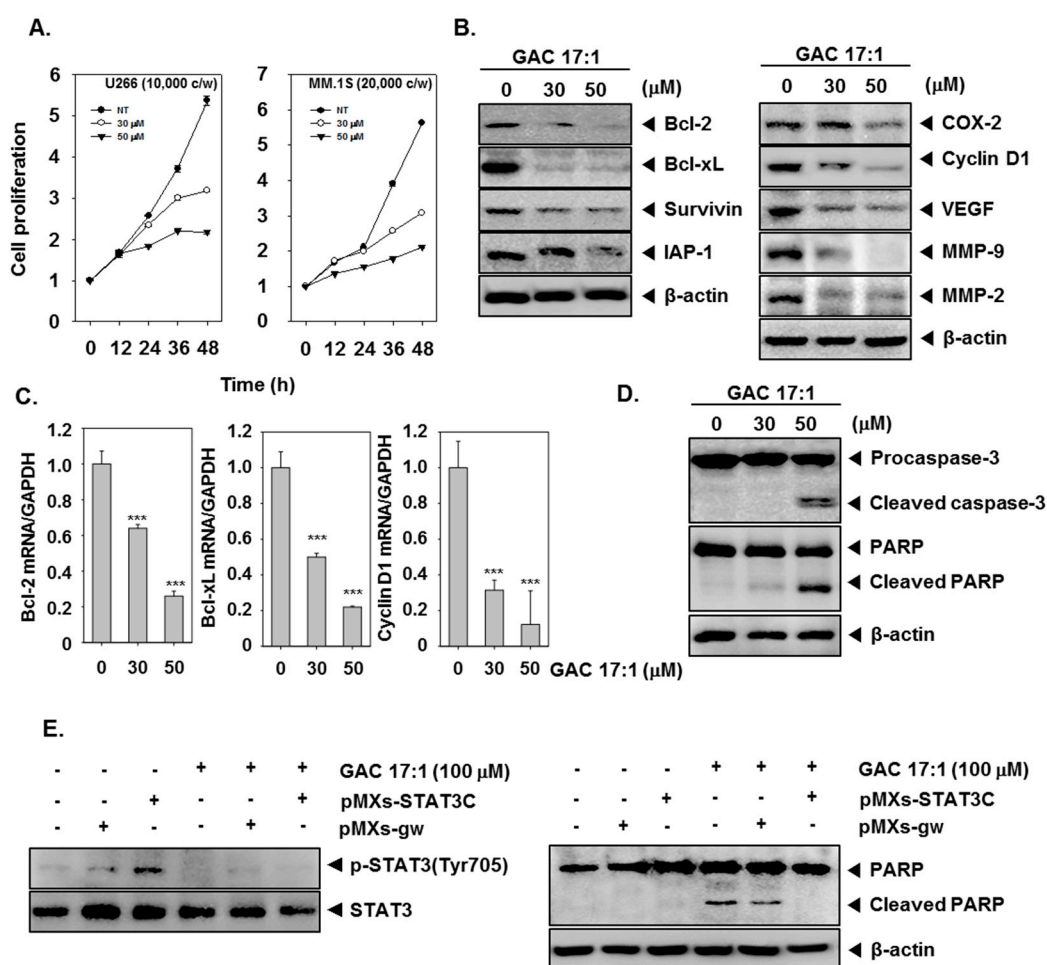 A.
U266 (10,000 c/w)
NT
30 µM
50 µM
Cell proliferation
6
5
4
3
2
1
0
0 12 24 36 48
MM.1S (20,000 c/w)
NT
30 µM
50 µM
7
6
5
4
3
2
1
0
0 12 24 36 48
Time (h)
B.
GAC 17:1
0 30 50 (µM)
Bcl-2
Bcl-xL
Survivin
IAP-1
β-actin
GAC 17:1
0 30 50 (µM)
COX-2
Cyclin D1
VEGF
MMP-9
MMP-2
β-actin
C.
Bcl-2 mRNA/GAPDH
1.2
1.0
0.8
0.6
0.4
0.2
0
***
***
0 30 50
Bcl-xL mRNA/GAPDH
1.2
1.0
0.8
0.6
0.4
0.2
0
***
***
0 30 50
Cyclin D1 mRNA/GAPDH
1.2
1.0
0.8
0.6
0.4
0.2
0
***
***
0 30 50
GAC 17:1 (µM)
D.
GAC 17:1
0 30 50 (µM)
Procaspase-3
Cleaved caspase-3
PARP
Cleaved PARP
β-actin
E.
- - - + + + GAC 17:1 (100 µM)
- - + - - + pMXs-STAT3C
- + - - + - pMXs-gw
p-STAT3(Tyr705)
STAT3
- - - + + + GAC 17:1 (100 µM)
- - + - - + pMXs-STAT3C
- + - - + - pMXs-gw
PARP
Cleaved PARP
β-actin